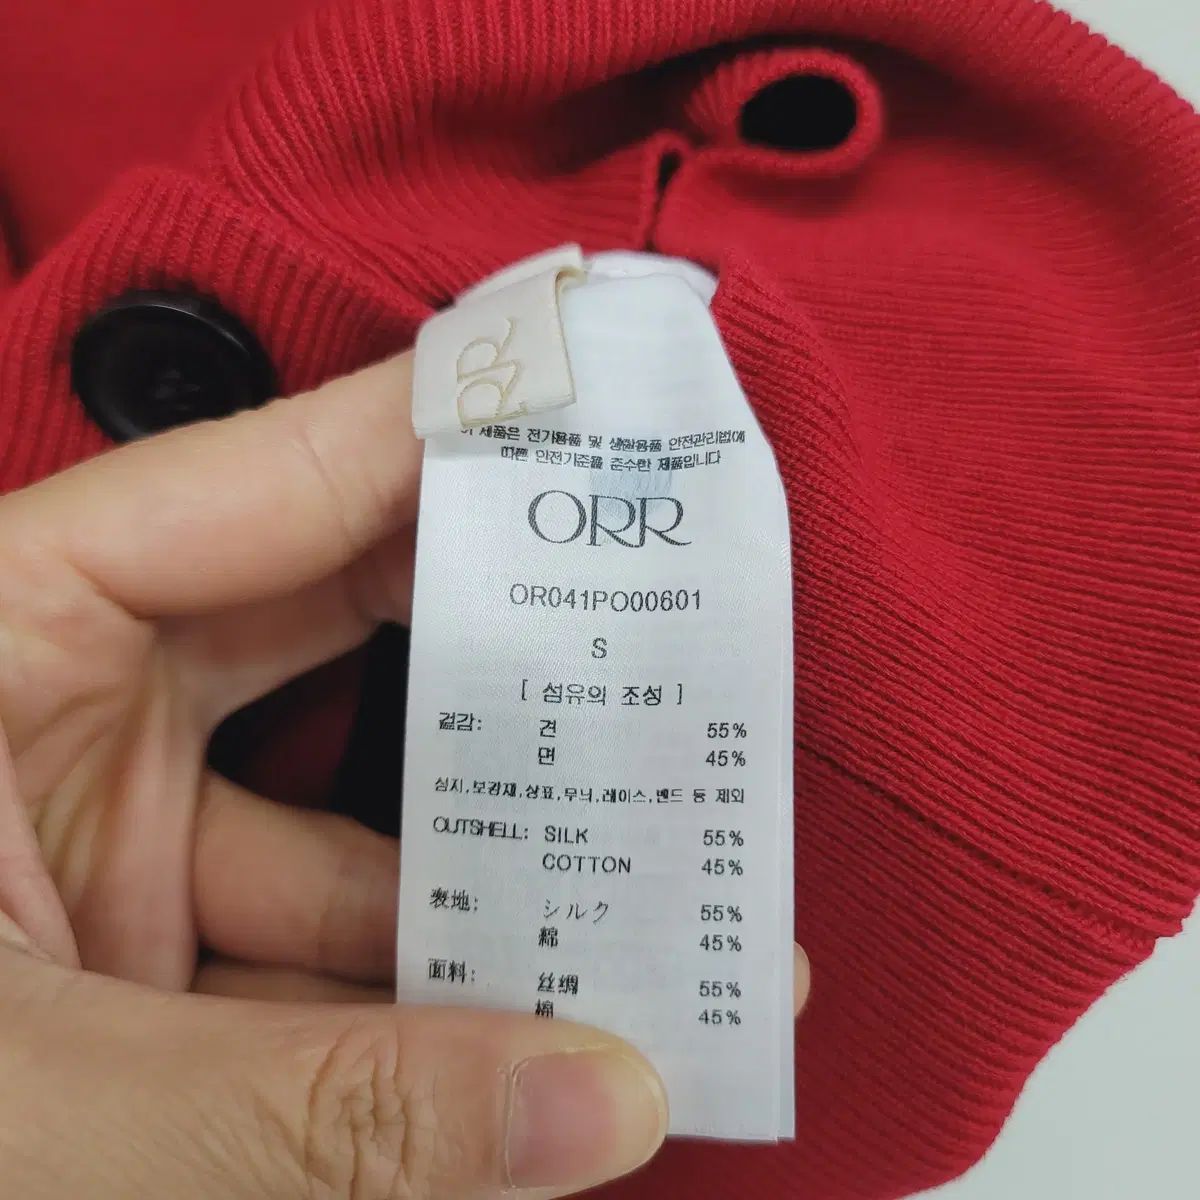 RR
이 제품은 전기용품 및 생활용품 안전관리법에
따른 안전기준을 준수한 제품입니다
ORR
OR041PO00601
S
[ 섬유의 조성 ]
겉감: 견 55%
면 45%
심지,보강재,상표,무늬,레이스,밴드 등 제외
OUTSHELL: SILK 55%
COTTON 45%
表地: シルク 55%
綿 45%
面料: 丝绸 55%
棉 45%